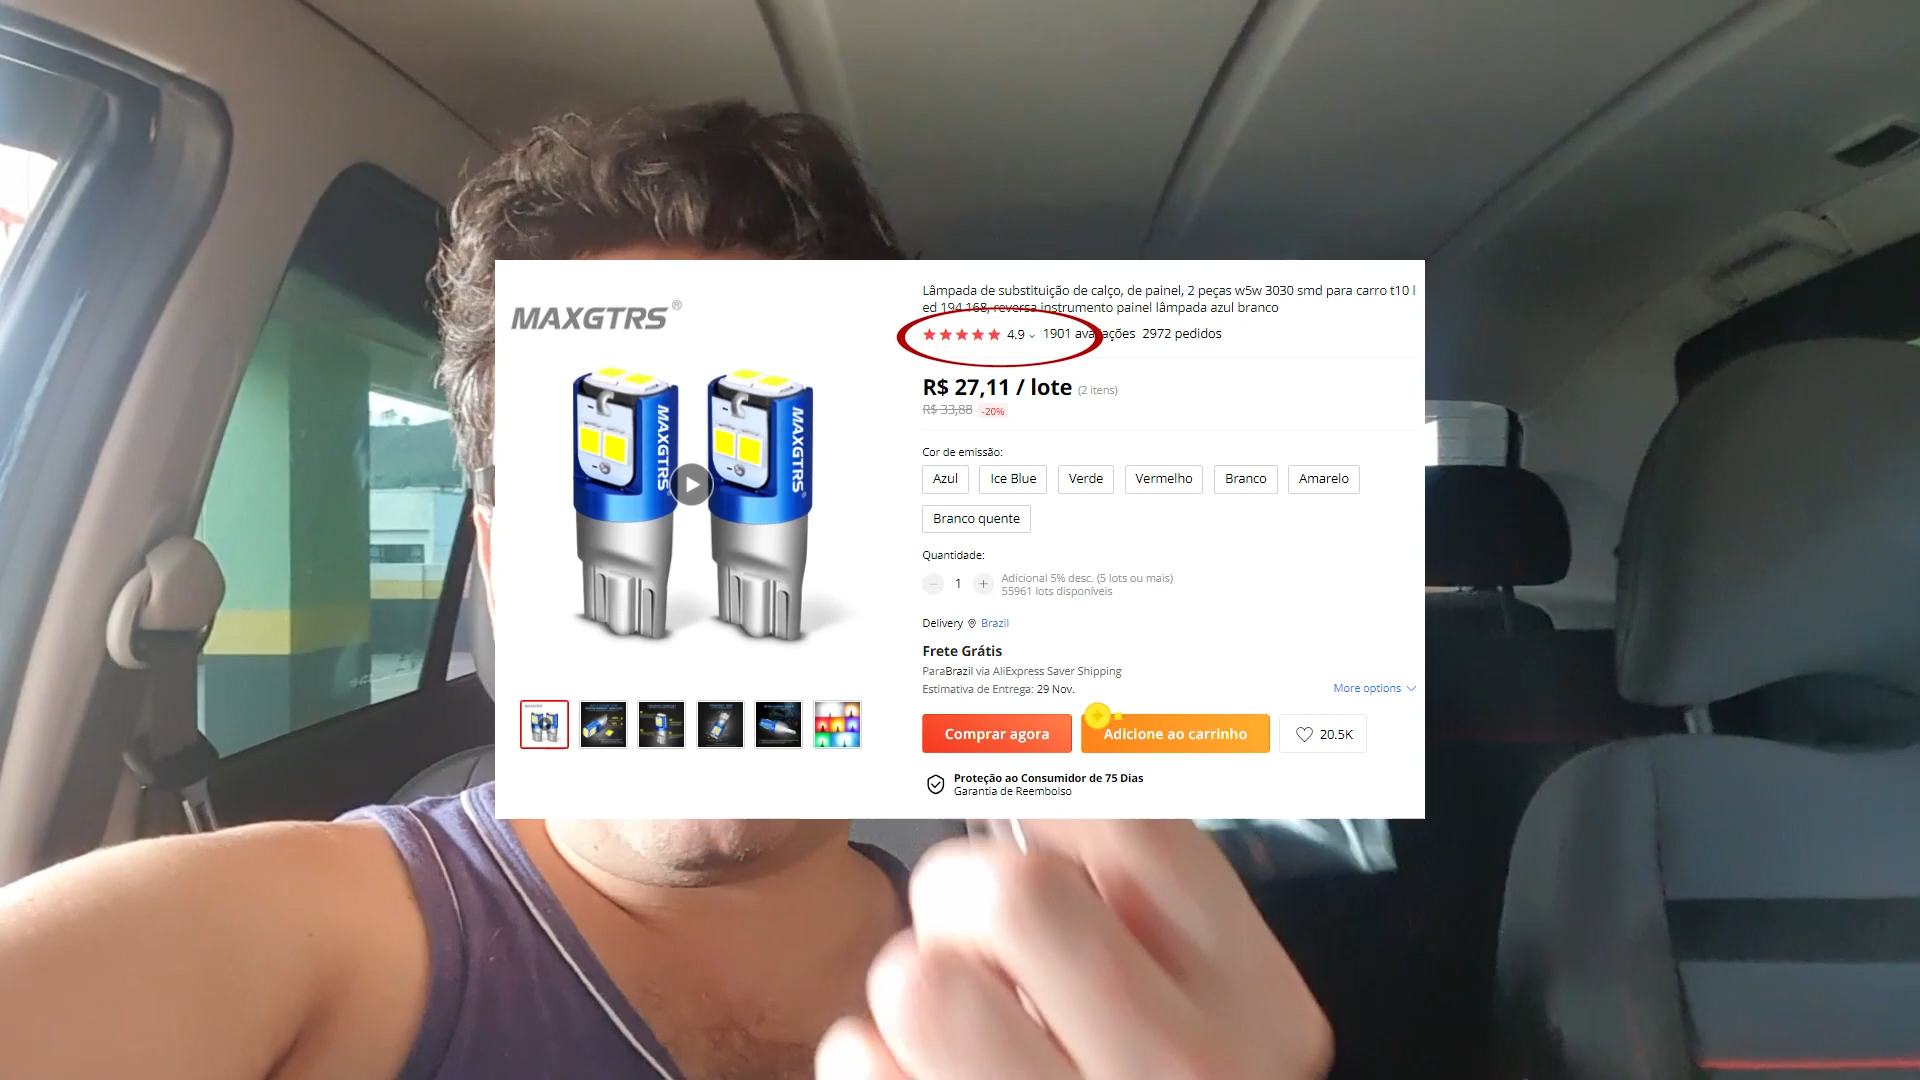 MAXGTRS®
MAXGTRS
MAXGTRS
Lâmpada de substituição de calço, de painel, 2 peças w5w 3030 smd para carro t10 l
ed 194 168, reversa instrumento painel lâmpada azul branco
4.9 1901 avaliações 2972 pedidos
R$ 27,11 / lote (2 itens)
R$ 33,88 -20%
Cor de emissão:
Azul Ice Blue Verde Vermelho Branco Amarelo
Branco quente
Quantidade:
− 1 + Adicional 5% desc. (5 lots ou mais)
55961 lots disponíveis
Delivery Brazil
Frete Grátis
ParaBrazil via AliExpress Saver Shipping
Estimativa de Entrega: 29 Nov.
More options
Comprar agora Adicione ao carrinho 20.5K
Proteção ao Consumidor de 75 Dias
Garantia de Reembolso